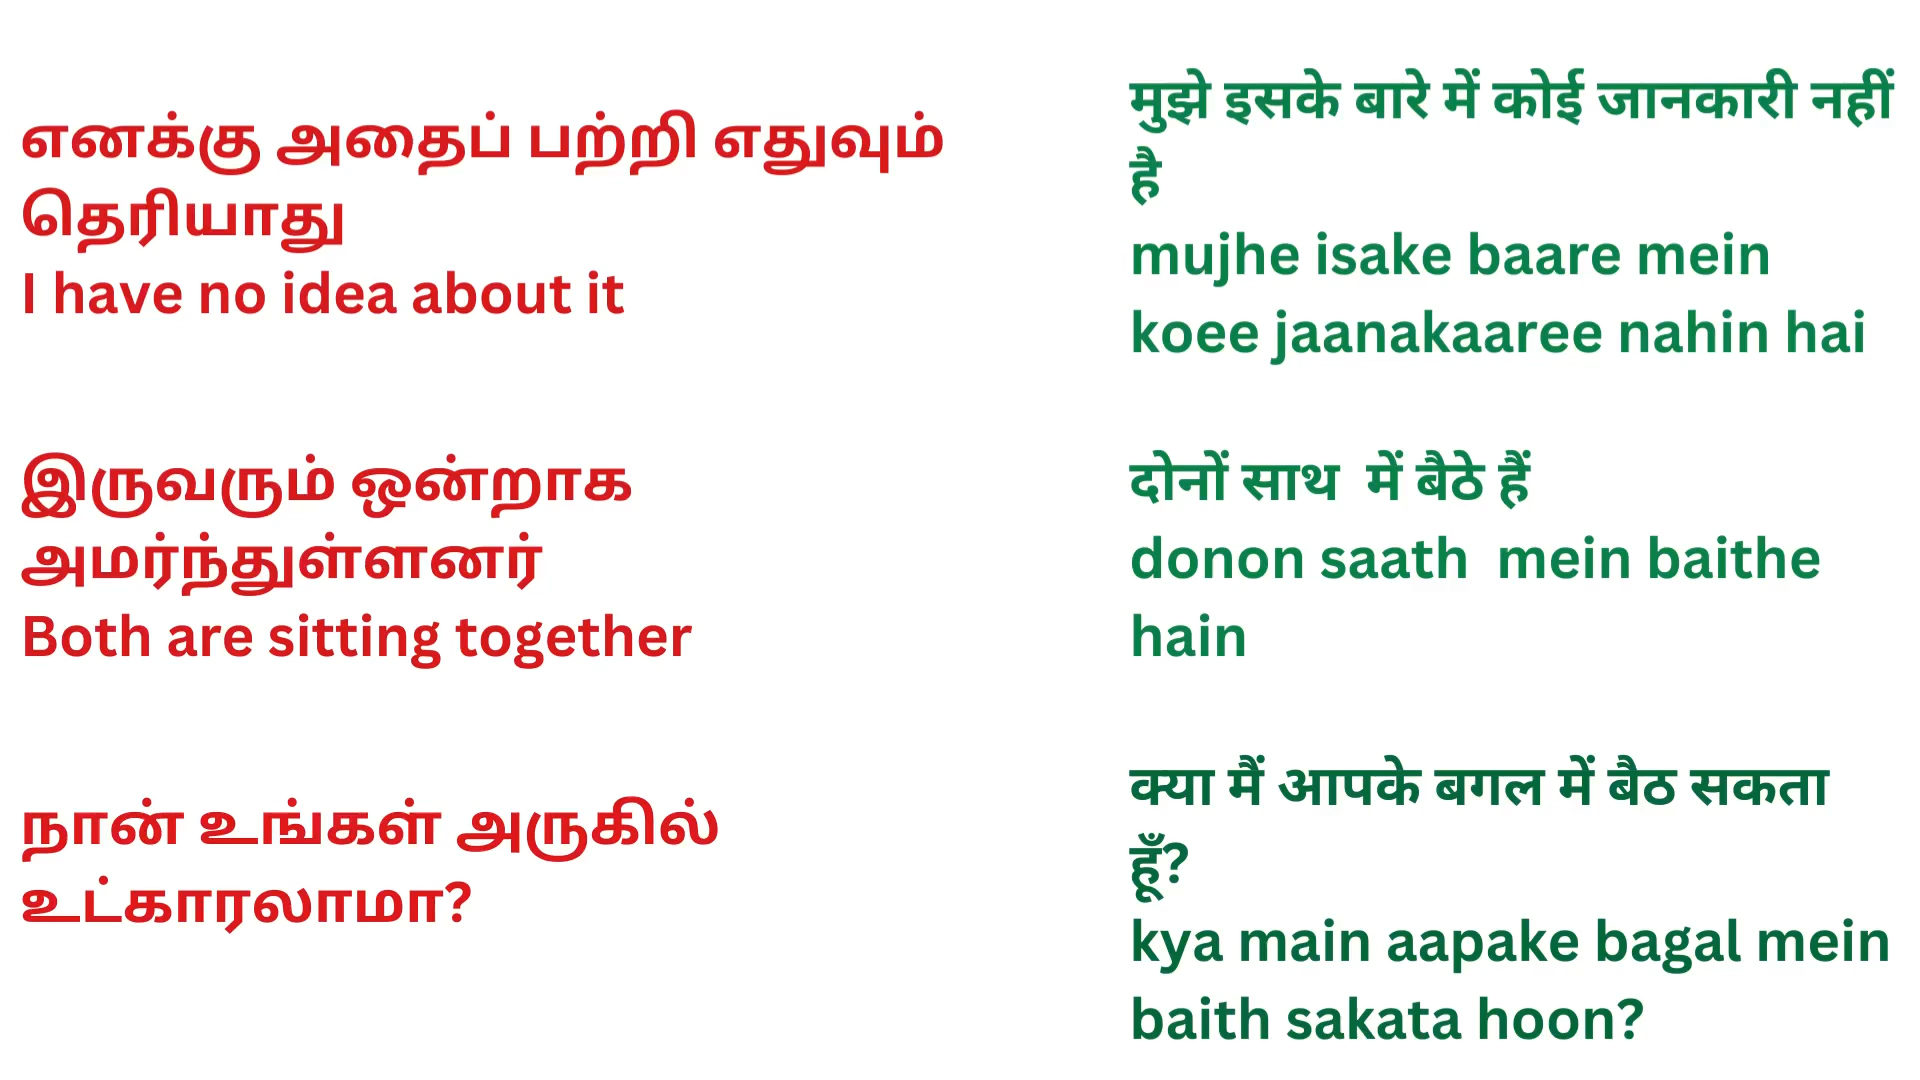 எனக்கு அதைப் பற்றி எதுவும்
தெரியாது
I have no idea about it
இருவரும் ஒன்றாக
அமர்ந்துள்ளனர்
Both are sitting together
நான் உங்கள் அருகில்
உட்காரலாமா?
मुझे इसके बारे में कोई जानकारी नहीं
है
mujhe isake baare mein
koee jaanakaaree nahin hai
दोनों साथ  में बैठे हैं
donon saath  mein baithe
hain
क्या मैं आपके बगल में बैठ सकता
हूँ?
kya main aapake bagal mein
baith sakata hoon?